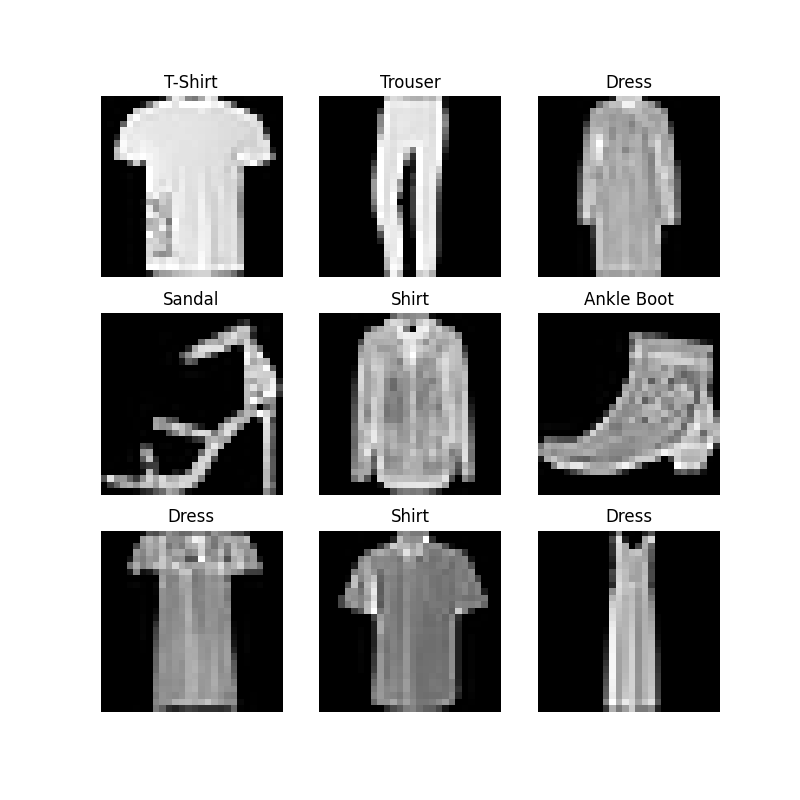 T-Shirt
Trouser
Dress
Sandal
Shirt
Ankle Boot
Dress
Shirt
Dress